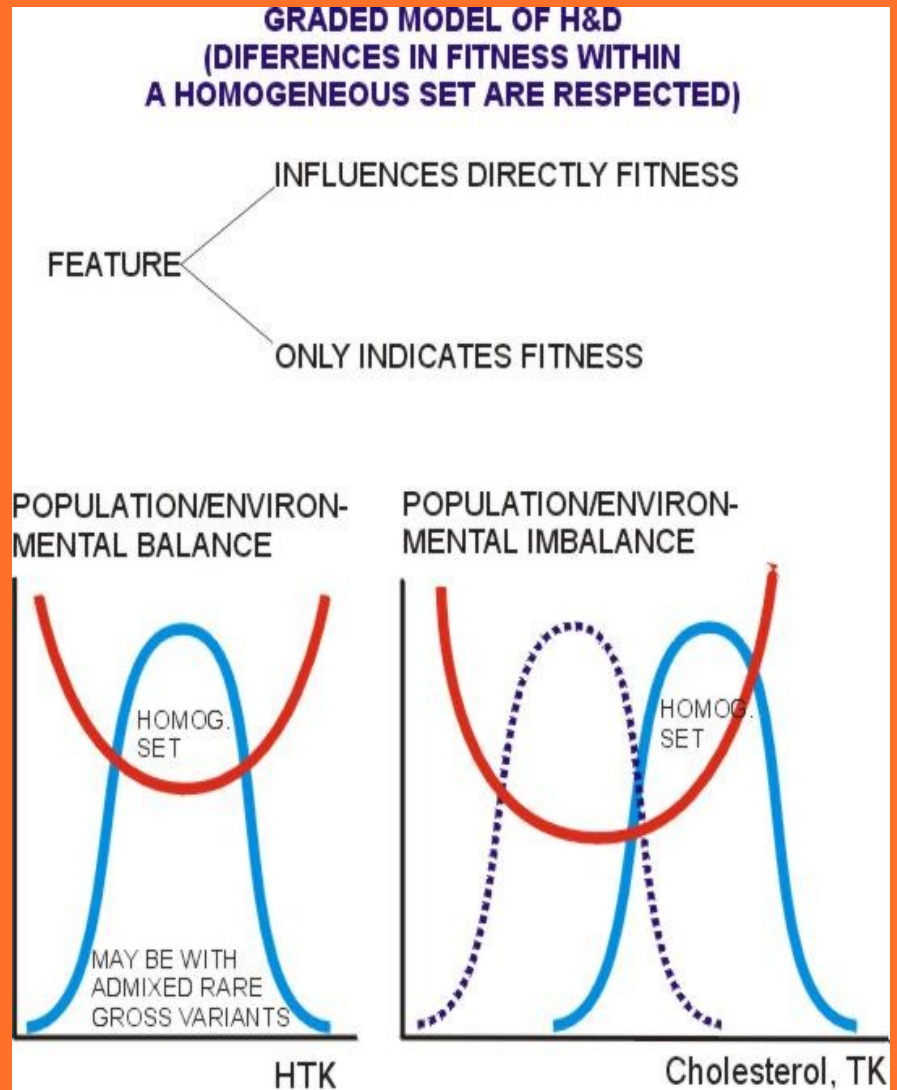 GRADED MODEL OF H&D
(DIFERENCES IN FITNESS WITHIN
A HOMOGENEOUS SET ARE RESPECTED)
INFLUENCES DIRECTLY FITNESS
FEATURE
ONLY INDICATES FITNESS
POPULATION/ENVIRON-
MENTAL BALANCE
HOMOG.
SET
MAY BE WITH
ADMIXED RARE
GROSS VARIANTS
HTK
POPULATION/ENVIRON-
MENTAL IMBALANCE
HOMOG.
SET
Cholesterol, TK